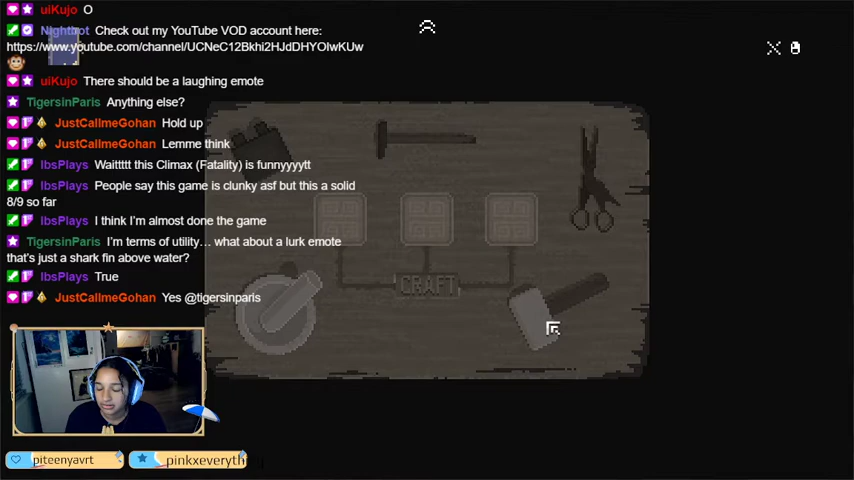 uiKujo O
Nightbot Check out my YouTube VOD account here:
https://www.youtube.com/channel/UCNeC12Bkhi2HJdDHYOlwKUw
uiKujo There should be a laughing emote
TigersinParis Anything else?
JustCallmeGohan Hold up
JustCallmeGohan Lemme think
IbsPlays Waitttttt this Climax (Fatality) is funnyyyytt
IbsPlays People say this game is clunky asf but this a solid
8/9 so far
IbsPlays I think I’m almost done the game
TigersinParis I’m terms of utility… what about a lurk emote
that’s just a shark fin above water?
IbsPlays True
JustCallmeGohan Yes @tigersinparis
CRAFT
piteenyavrt
pinkxeveryth